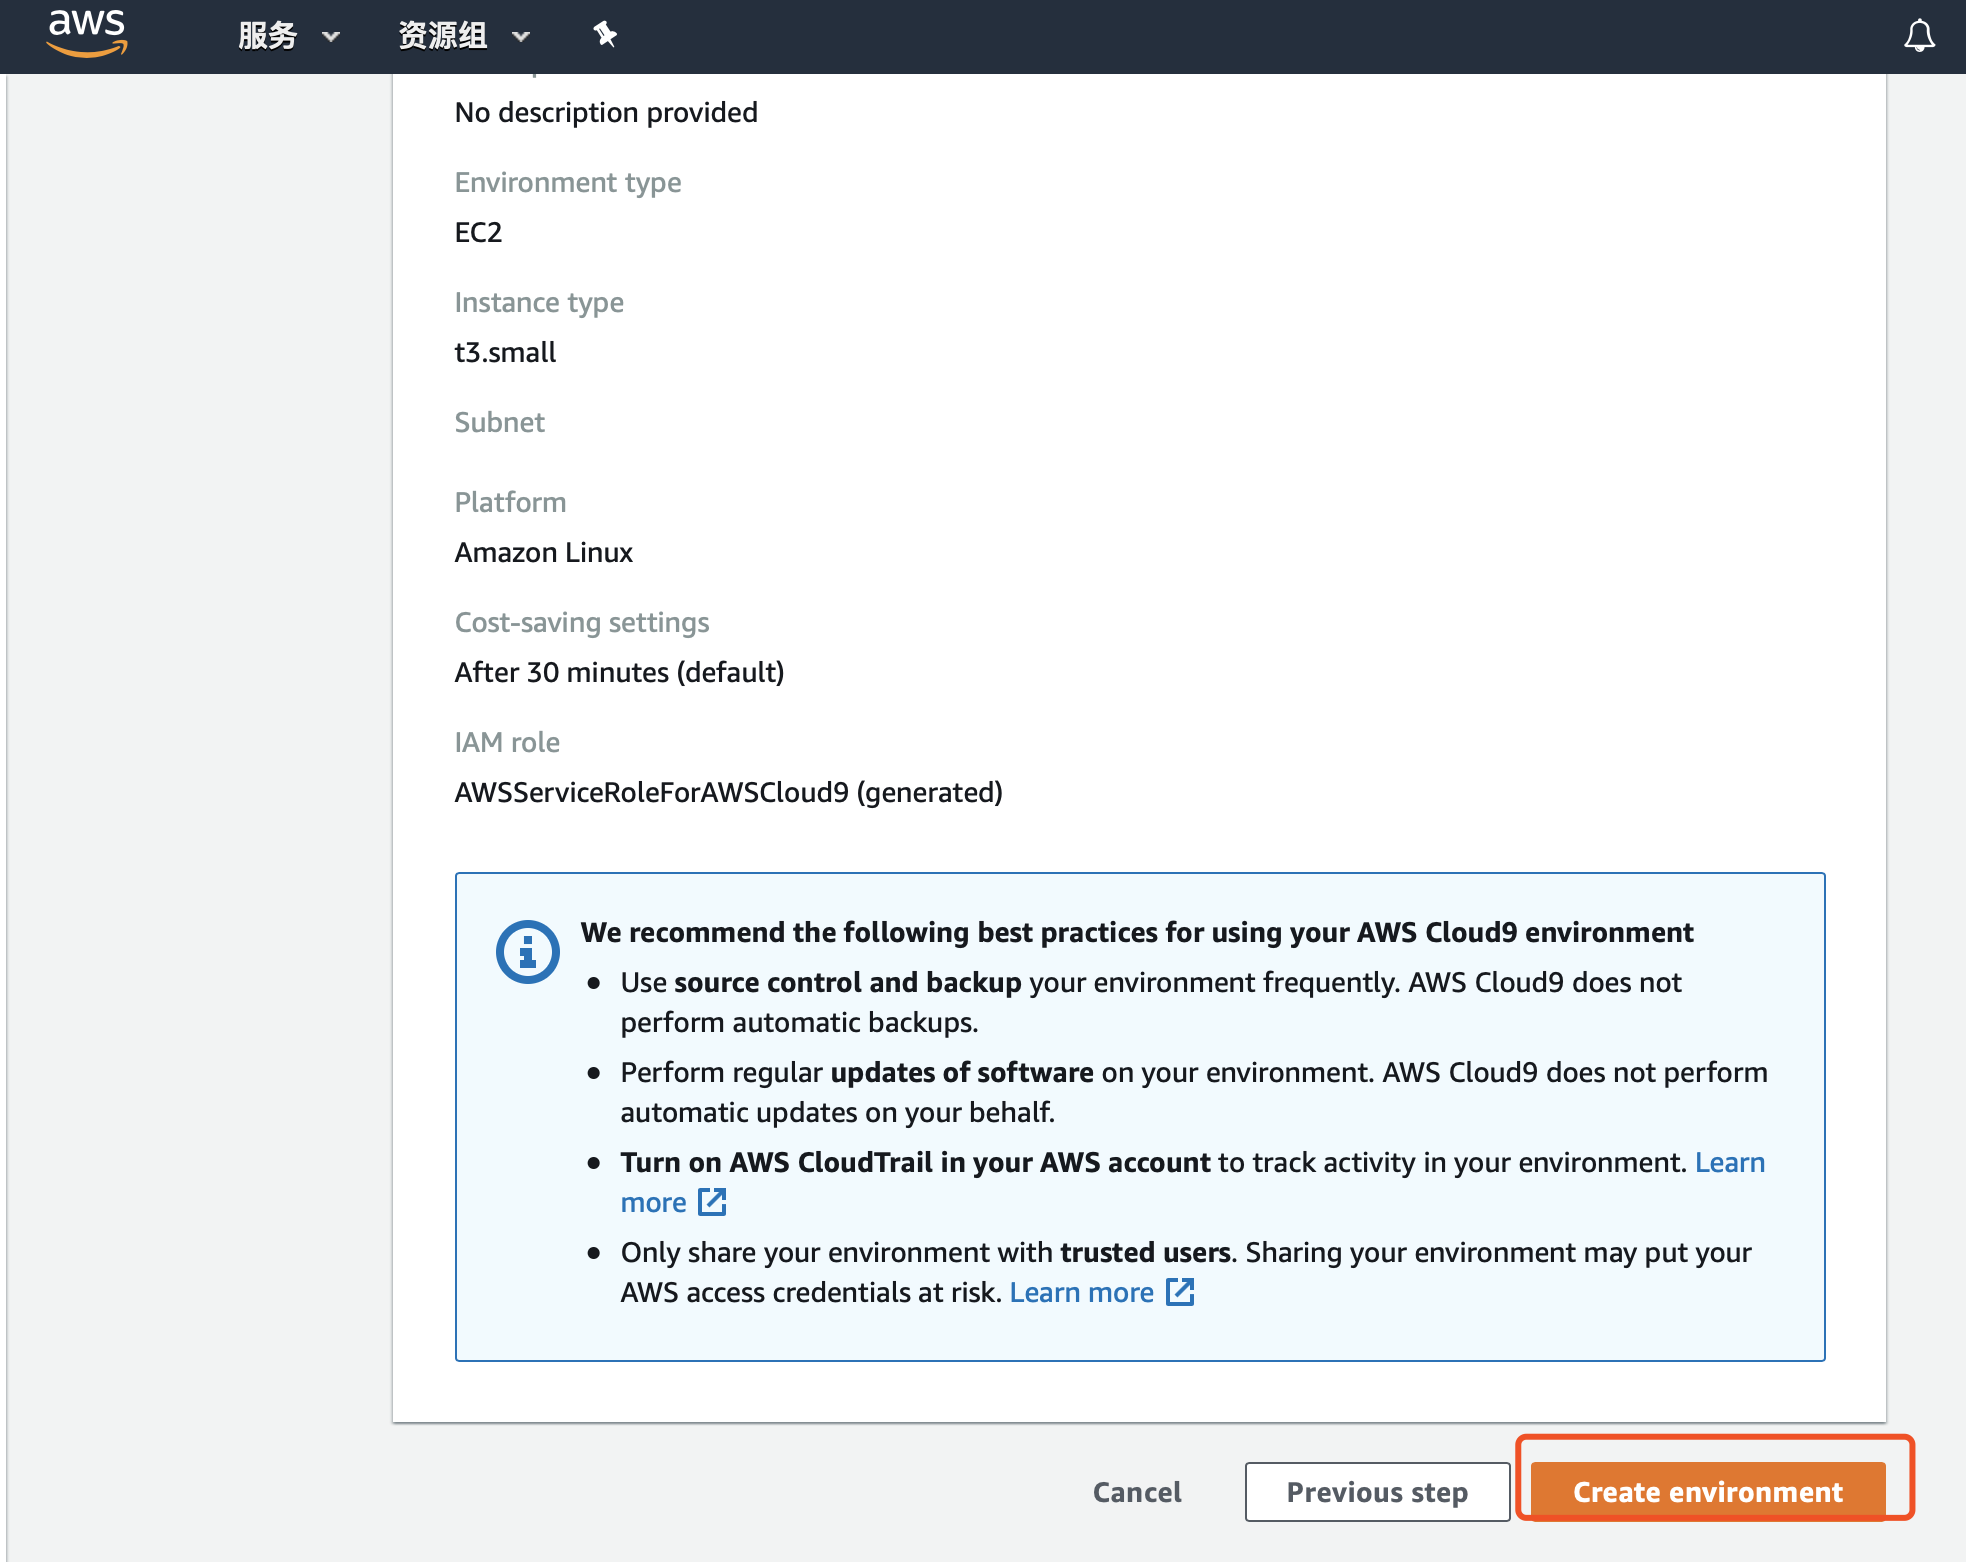 aws
服务
资源组
No description provided
Environment type
EC2
Instance type
t3.small
Subnet
Platform
Amazon Linux
Cost-saving settings
After 30 minutes (default)
IAM role
AWSServiceRoleForAWSCloud9 (generated)
We recommend the following best practices for using your AWS Cloud9 environment
Use source control and backup your environment frequently. AWS Cloud9 does not
perform automatic backups.
Perform regular updates of software on your environment. AWS Cloud9 does not perform
automatic updates on your behalf.
Turn on AWS CloudTrail in your AWS account to track activity in your environment. Learn
more
Only share your environment with trusted users. Sharing your environment may put your
AWS access credentials at risk. Learn more
Cancel
Previous step
Create environment